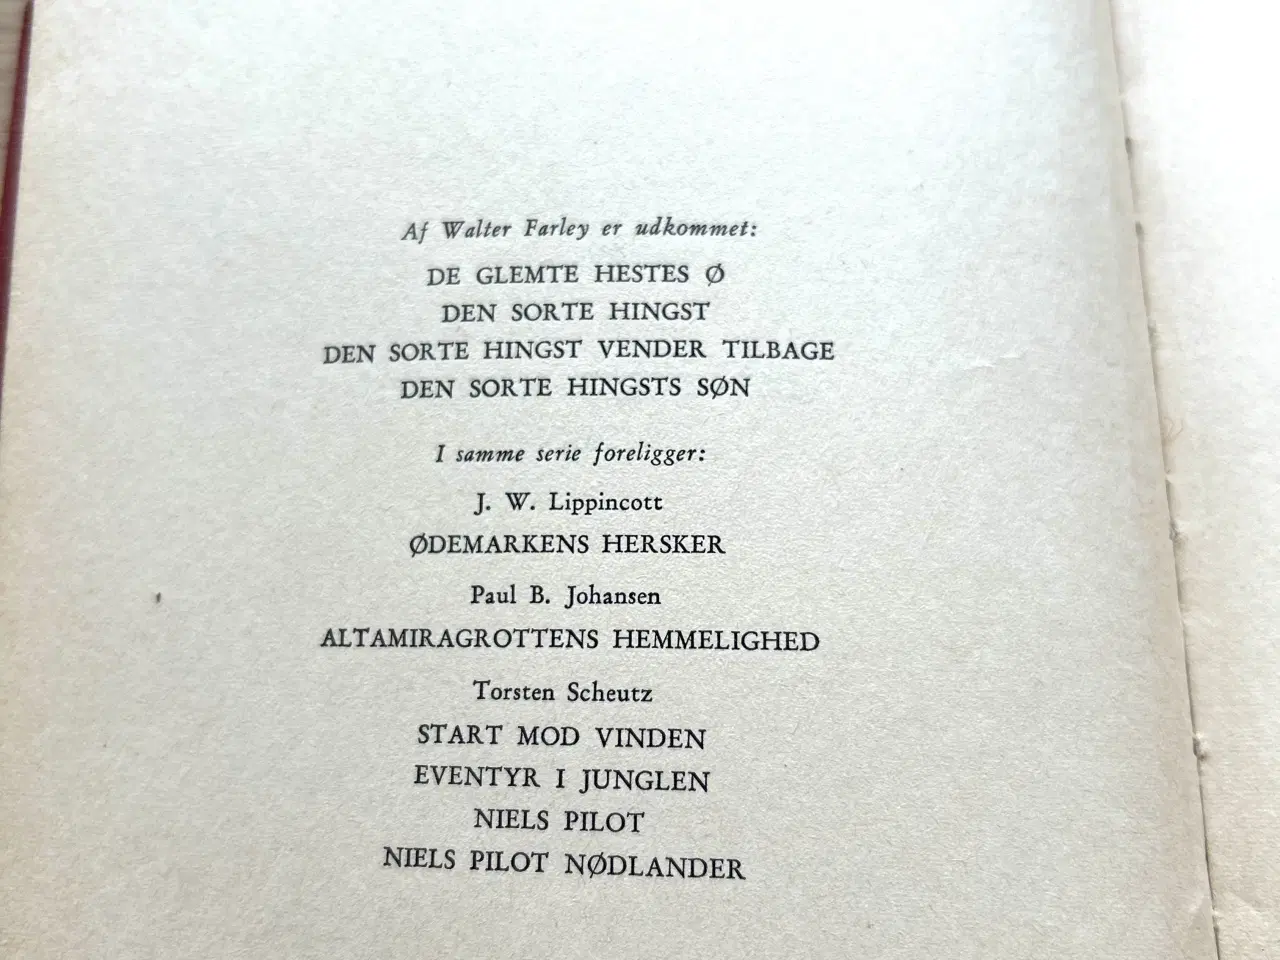 Af Walter Farley er udkommet:
DE GLEMTE HESTES Ø
DEN SORTE HINGST
DEN SORTE HINGST VENDER TILBAGE
DEN SORTE HINGSTS SØN
I samme serie foreligger:
J. W. Lippincott
ØDEMARKENS HERSKER
Paul B. Johansen
ALTAMIRAGROTTENS HEMMELIGHED
Torsten Scheutz
START MOD VINDEN
EVENTYR I JUNGLEN
NIELS PILOT
NIELS PILOT NØDLANDER